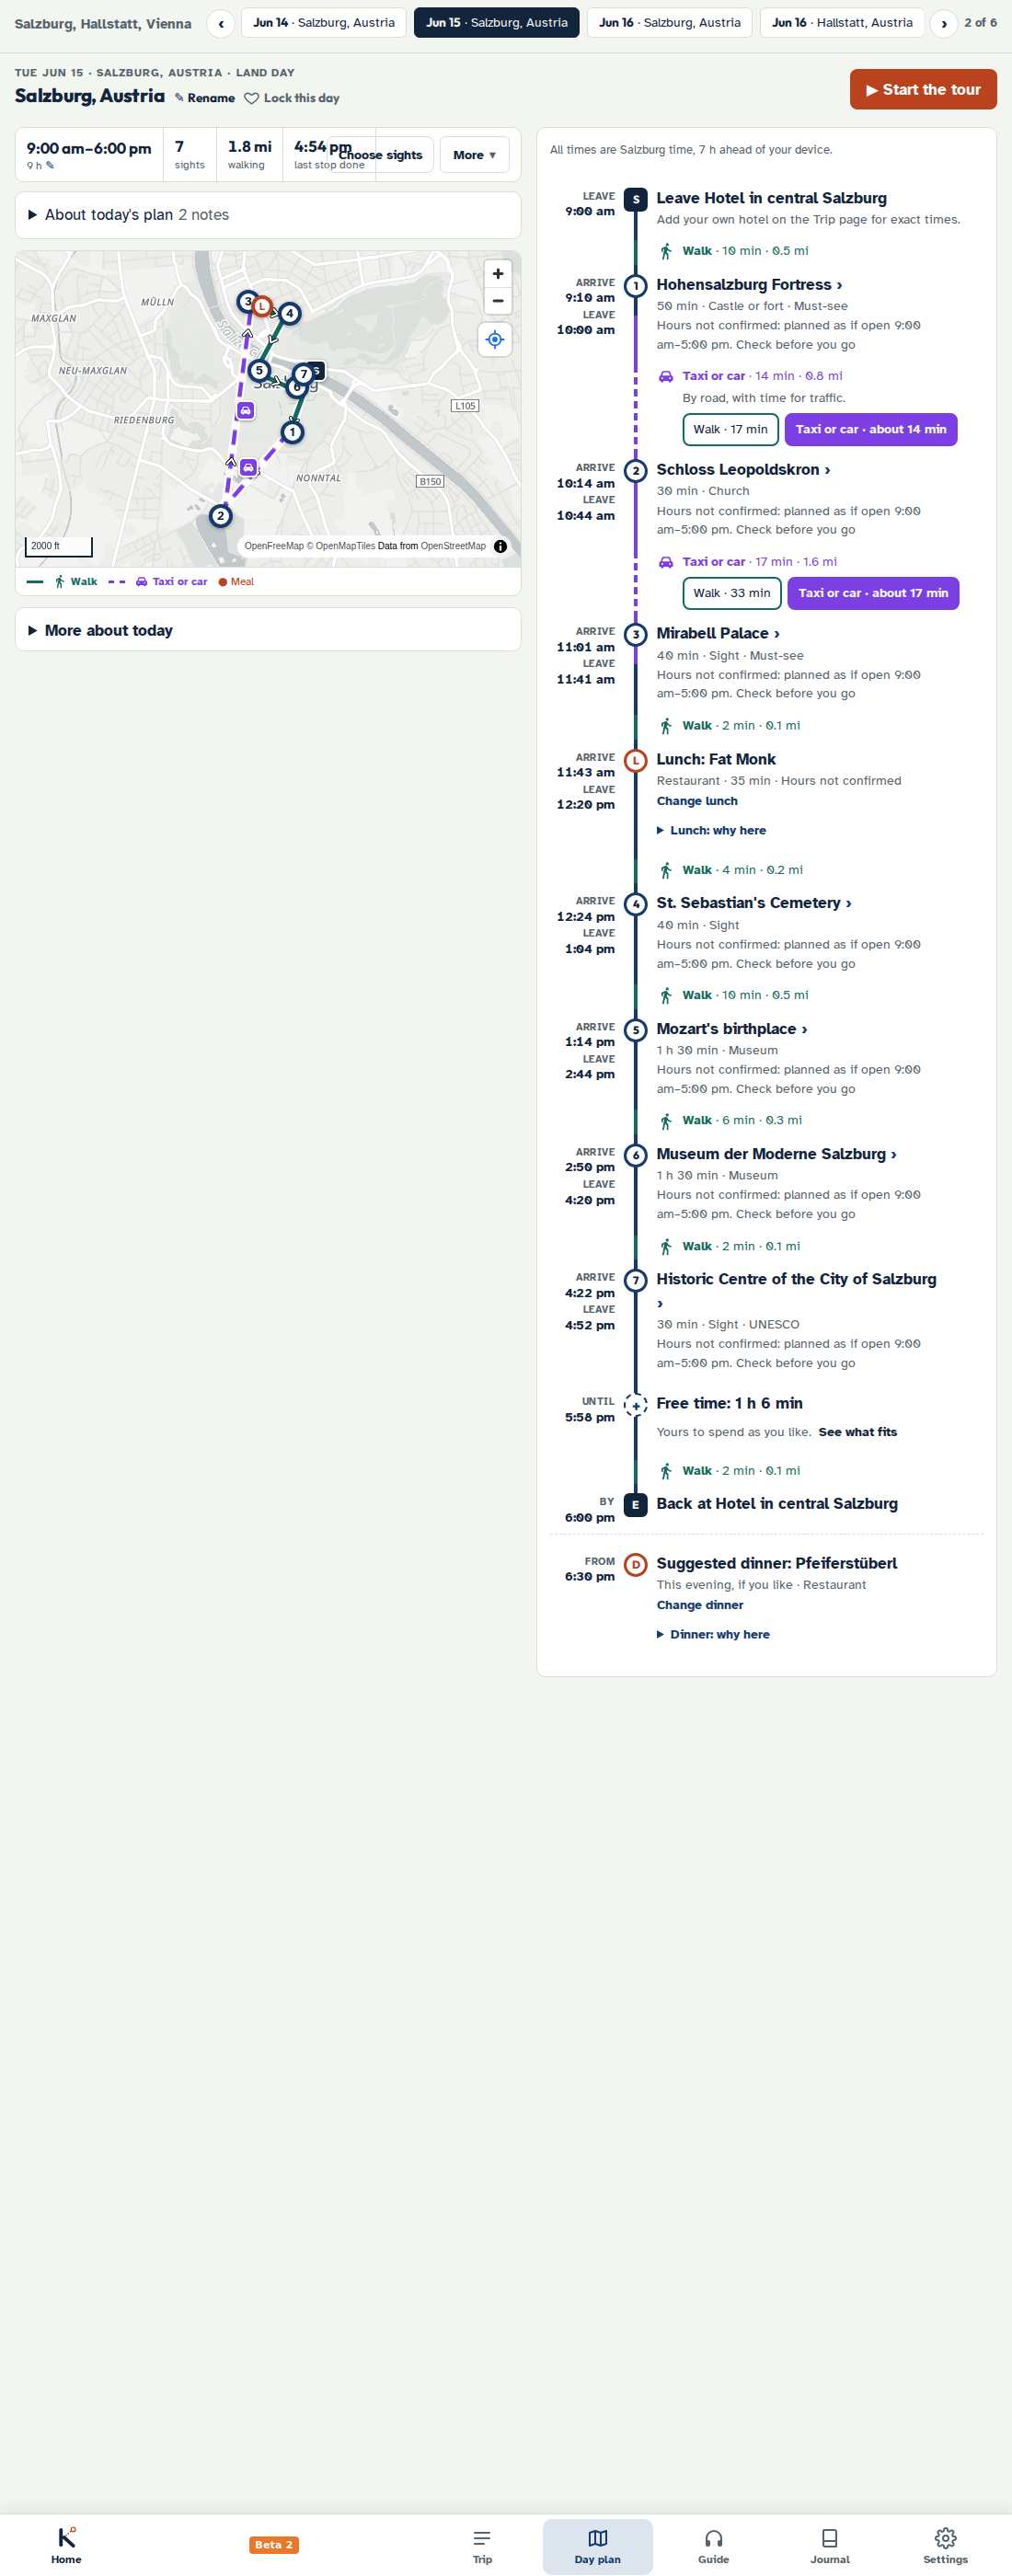 Salzburg, Hallstatt, Vienna
‹
Jun 14 · Salzburg, Austria
Jun 15 · Salzburg, Austria
Jun 16 · Salzburg, Austria
Jun 16 · Hallstatt, Austria
›
2 of 6
TUE JUN 15 · SALZBURG, AUSTRIA · LAND DAY
Salzburg, Austria
✎ Rename
Lock this day
▶ Start the tour
9:00 am–6:00 pm
9 h ✎
7
sights
1.8 mi
walking
4:54 pm
last stop done
Choose sights
More ▾
▶ About today's plan 2 notes
MÜLLN
MAXGLAN
NEU-MAXGLAN
RIEDENBURG
NONNTAL
L105
B150
3
L
4
5
7
S
6
1
2
+
−
2000 ft
OpenFreeMap © OpenMapTiles Data from OpenStreetMap
Walk
Taxi or car
Meal
▶ More about today
All times are Salzburg time, 7 h ahead of your device.
LEAVE
9:00 am
S
Leave Hotel in central Salzburg
Add your own hotel on the Trip page for exact times.
Walk · 10 min · 0.5 mi
ARRIVE
9:10 am
LEAVE
10:00 am
1
Hohensalzburg Fortress ›
50 min · Castle or fort · Must-see
Hours not confirmed: planned as if open 9:00
am–5:00 pm. Check before you go
Taxi or car · 14 min · 0.8 mi
By road, with time for traffic.
Walk · 17 min
Taxi or car · about 14 min
ARRIVE
10:14 am
LEAVE
10:44 am
2
Schloss Leopoldskron ›
30 min · Church
Hours not confirmed: planned as if open 9:00
am–5:00 pm. Check before you go
Taxi or car · 17 min · 1.6 mi
Walk · 33 min
Taxi or car · about 17 min
ARRIVE
11:01 am
LEAVE
11:41 am
3
Mirabell Palace ›
40 min · Sight · Must-see
Hours not confirmed: planned as if open 9:00
am–5:00 pm. Check before you go
Walk · 2 min · 0.1 mi
ARRIVE
11:43 am
LEAVE
12:20 pm
L
Lunch: Fat Monk
Restaurant · 35 min · Hours not confirmed
Change lunch
▶ Lunch: why here
Walk · 4 min · 0.2 mi
ARRIVE
12:24 pm
LEAVE
1:04 pm
4
St. Sebastian's Cemetery ›
40 min · Sight
Hours not confirmed: planned as if open 9:00
am–5:00 pm. Check before you go
Walk · 10 min · 0.5 mi
ARRIVE
1:14 pm
LEAVE
2:44 pm
5
Mozart's birthplace ›
1 h 30 min · Museum
Hours not confirmed: planned as if open 9:00
am–5:00 pm. Check before you go
Walk · 6 min · 0.3 mi
ARRIVE
2:50 pm
LEAVE
4:20 pm
6
Museum der Moderne Salzburg ›
1 h 30 min · Museum
Hours not confirmed: planned as if open 9:00
am–5:00 pm. Check before you go
Walk · 2 min · 0.1 mi
ARRIVE
4:22 pm
LEAVE
4:52 pm
7
Historic Centre of the City of Salzburg
›
30 min · Sight · UNESCO
Hours not confirmed: planned as if open 9:00
am–5:00 pm. Check before you go
UNTIL
5:58 pm
+
Free time: 1 h 6 min
Yours to spend as you like. See what fits
Walk · 2 min · 0.1 mi
BY
6:00 pm
E
Back at Hotel in central Salzburg
FROM
6:30 pm
D
Suggested dinner: Pfeiferstüberl
This evening, if you like · Restaurant
Change dinner
▶ Dinner: why here
Home
Beta 2
Trip
Day plan
Guide
Journal
Settings